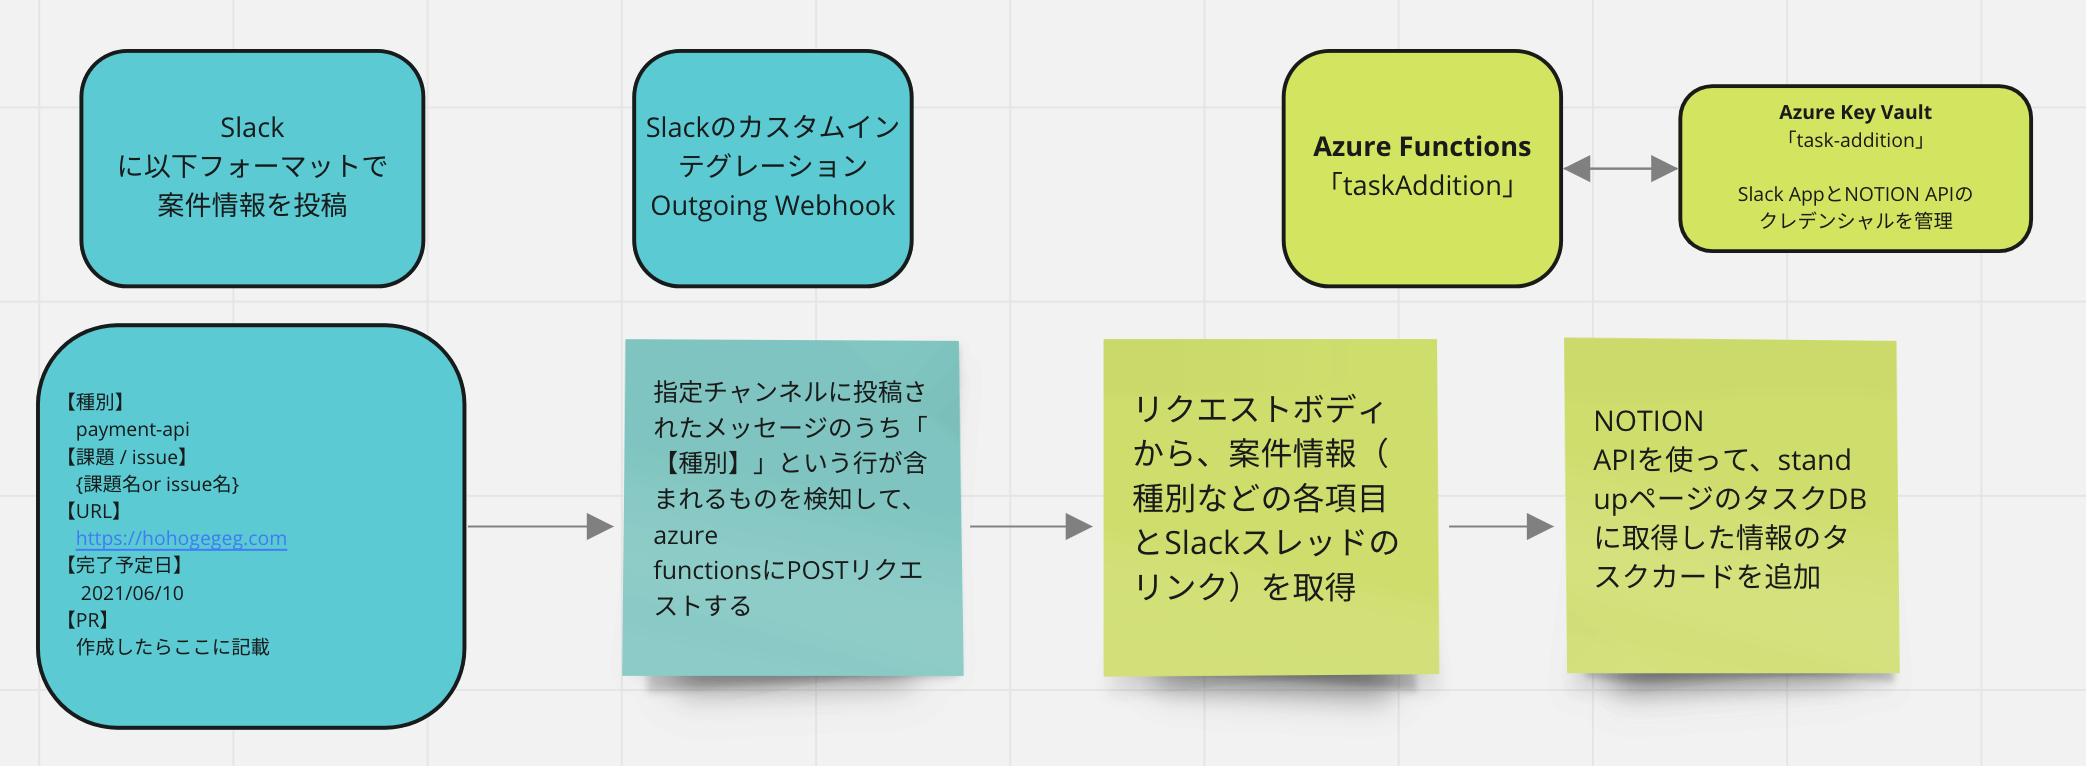 Slack
に以下フォーマットで
案件情報を投稿
Slackのカスタムイン
テグレーション
Outgoing Webhook
Azure Functions
「taskAddition」
Azure Key Vault
「task-addition」
Slack AppとNOTION APIの
クレデンシャルを管理
【種別】
payment-api
【課題 / issue】
{課題名or issue名}
【URL】
https://hohogegeg.com
【完了予定日】
2021/06/10
【PR】
作成したらここに記載
指定チャンネルに投稿さ
れたメッセージのうち「
【種別】」という行が含
まれるものを検知して、
azure
functionsにPOSTリクエ
ストする
リクエストボディ
から、案件情報（
種別などの各項目
とSlackスレッドの
リンク）を取得
NOTION
APIを使って、stand
upページのタスクDB
に取得した情報のタ
スクカードを追加